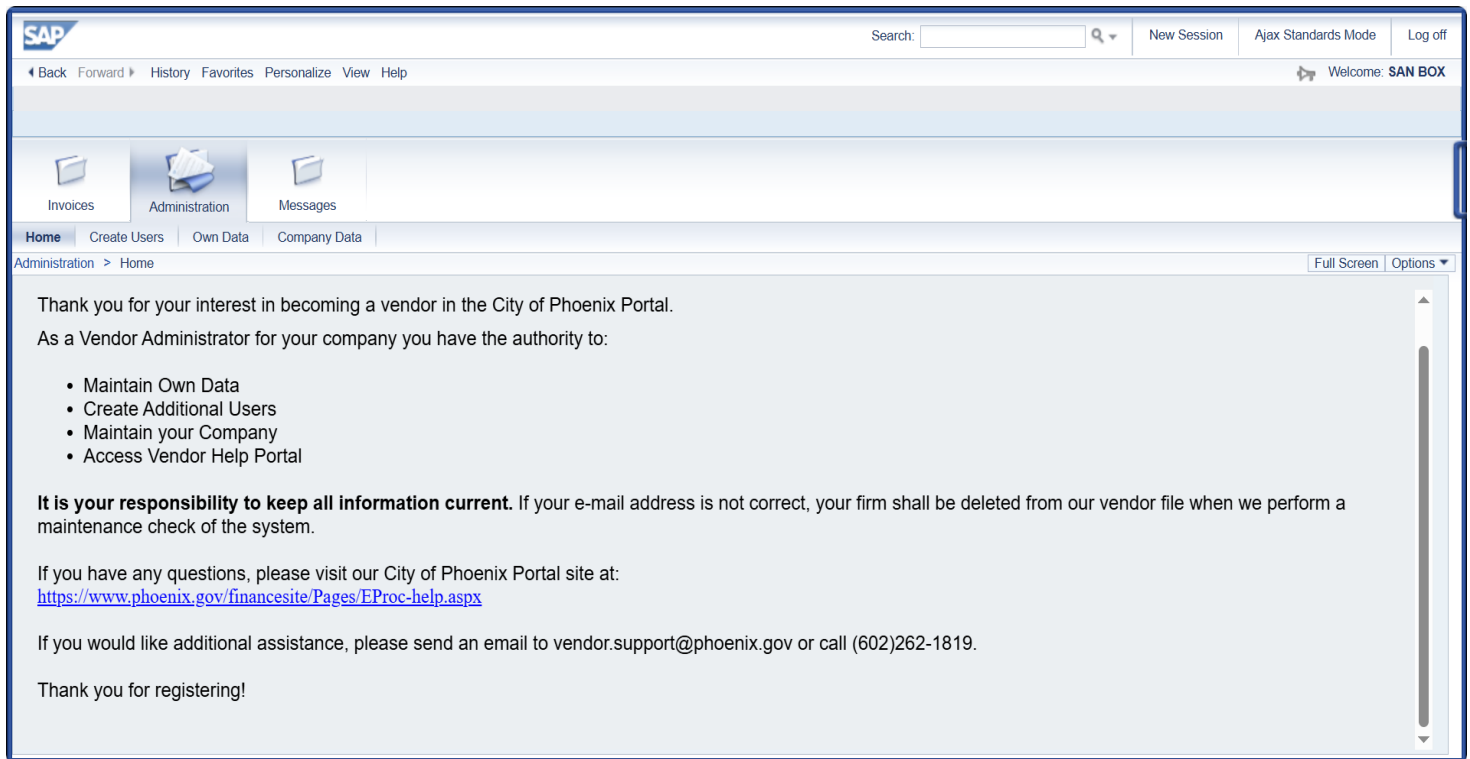 SAP
Search:
New Session
Ajax Standards Mode
Log off
Back Forward History Favorites Personalize View Help
Welcome: SAN BOX
Invoices
Administration
Messages
Home Create Users Own Data Company Data
Administration > Home
Full Screen Options
Thank you for your interest in becoming a vendor in the City of Phoenix Portal.
As a Vendor Administrator for your company you have the authority to:
• Maintain Own Data
• Create Additional Users
• Maintain your Company
• Access Vendor Help Portal
It is your responsibility to keep all information current. If your e-mail address is not correct, your firm shall be deleted from our vendor file when we perform a
maintenance check of the system.
If you have any questions, please visit our City of Phoenix Portal site at:
https://www.phoenix.gov/financesite/Pages/EProc-help.aspx
If you would like additional assistance, please send an email to vendor.support@phoenix.gov or call (602)262-1819.
Thank you for registering!